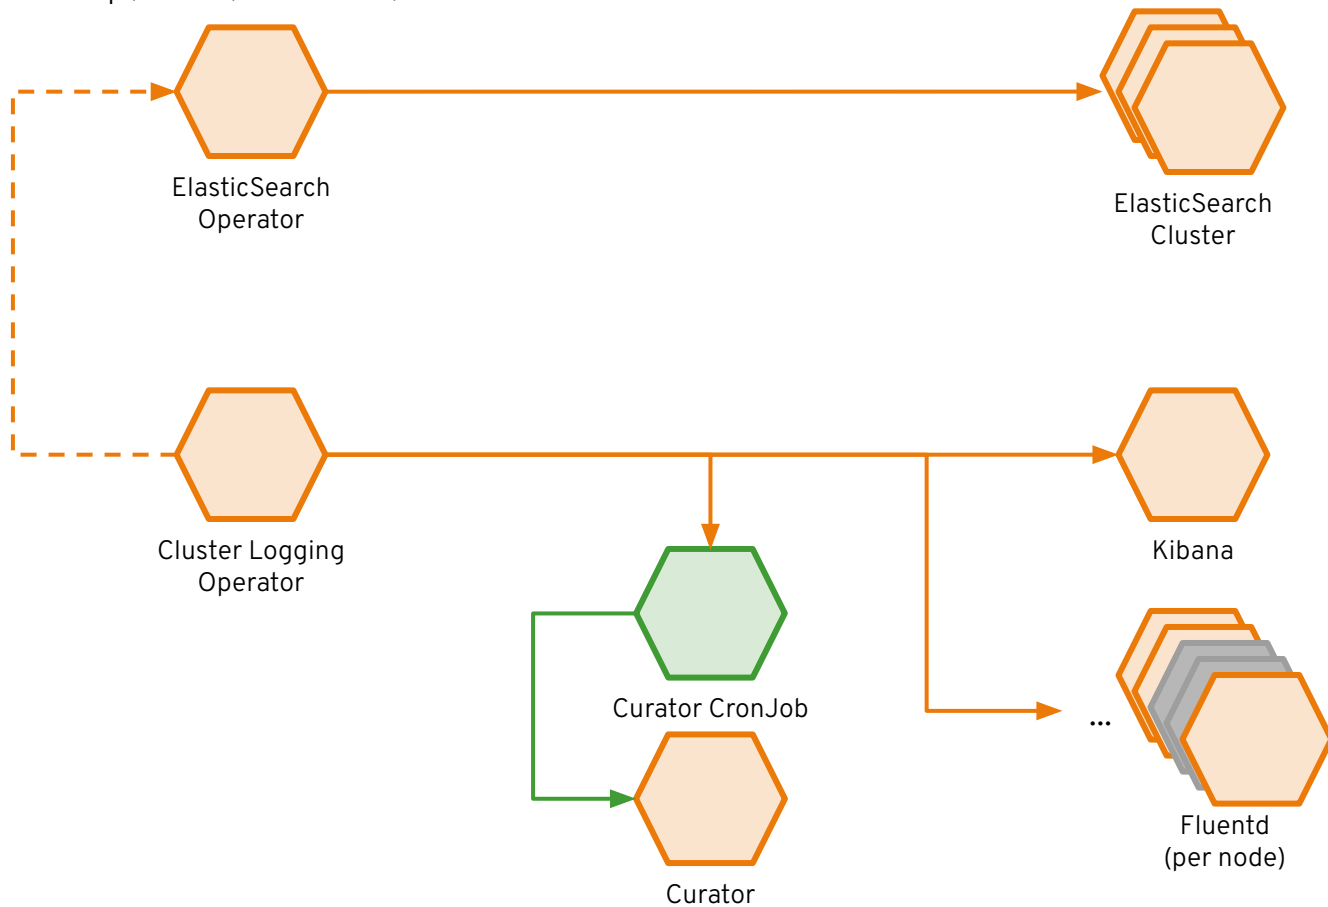 ElasticSearch
Operator
ElasticSearch
Cluster
Cluster Logging
Operator
Kibana
Curator CronJob
...
Fluentd
(per node)
Curator